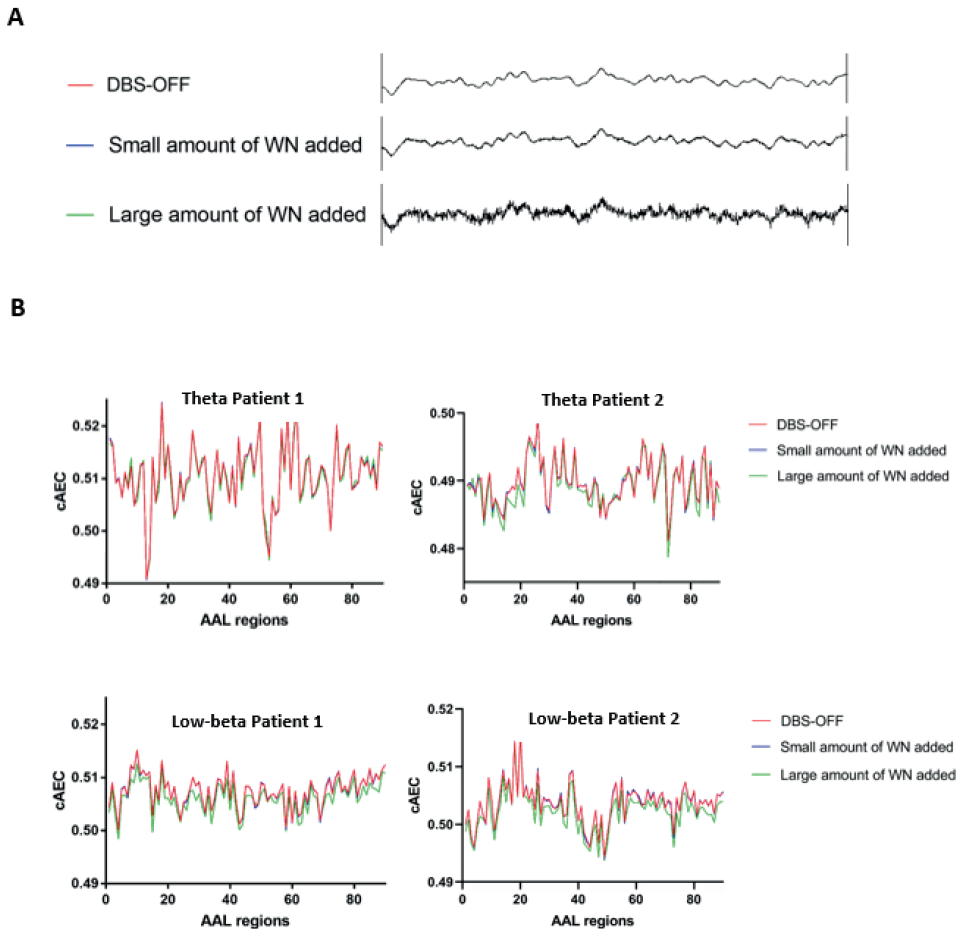 A
DBS-OFF
Small amount of WN added
Large amount of WN added
B
Theta Patient 1
0.52
0.51
0.50
0.49
cAEC
0 20 40 60 80
AAL regions
Theta Patient 2
0.50
0.49
0.48
cAEC
0 20 40 60 80
AAL regions
DBS-OFF
Small amount of WN added
Large amount of WN added
Low-beta Patient 1
0.52
0.51
0.50
0.49
cAEC
0 20 40 60 80
AAL regions
Low-beta Patient 2
0.52
0.51
0.50
0.49
cAEC
0 20 40 60 80
AAL regions
DBS-OFF
Small amount of WN added
Large amount of WN added